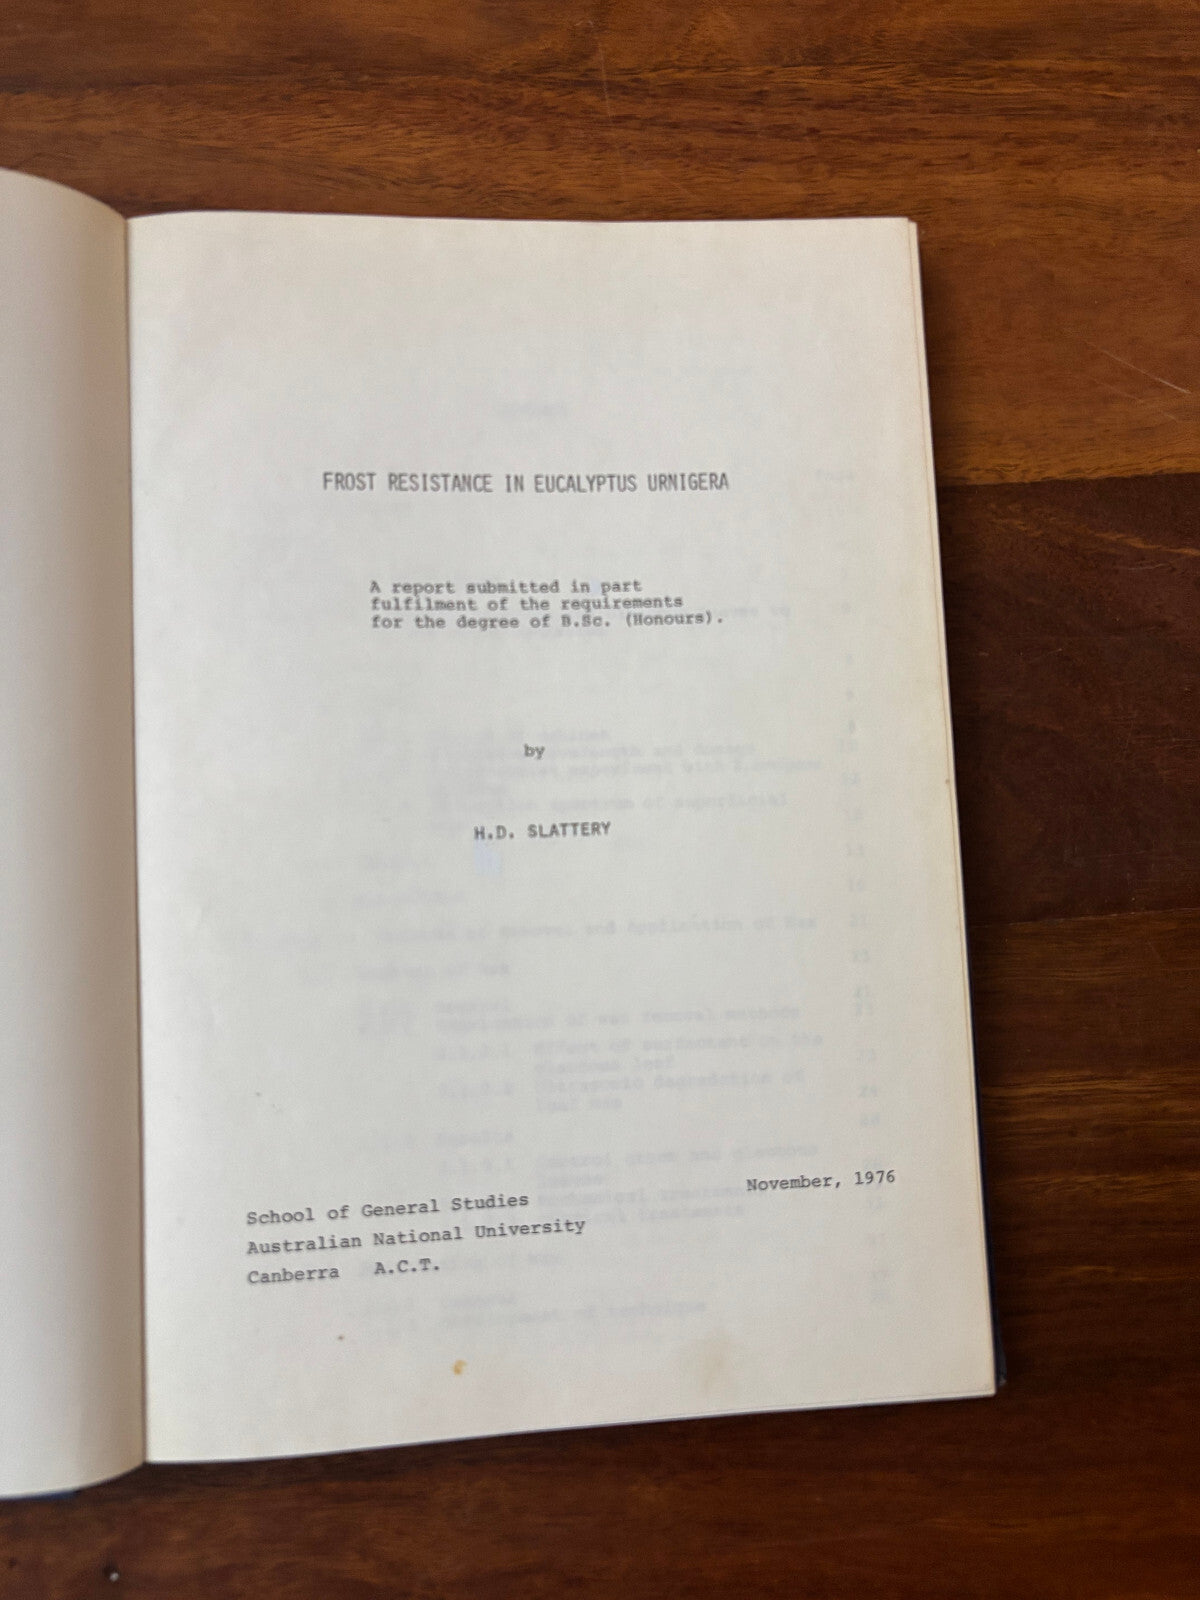 FROST RESISTANCE IN EUCALYPTUS URNIGERA
A report submitted in part
fulfilment of the requirements
for the degree of B.Sc. (Honours).
by
H.D. SLATTERY
November, 1976
School of General Studies
Australian National University
Canberra A.C.T.